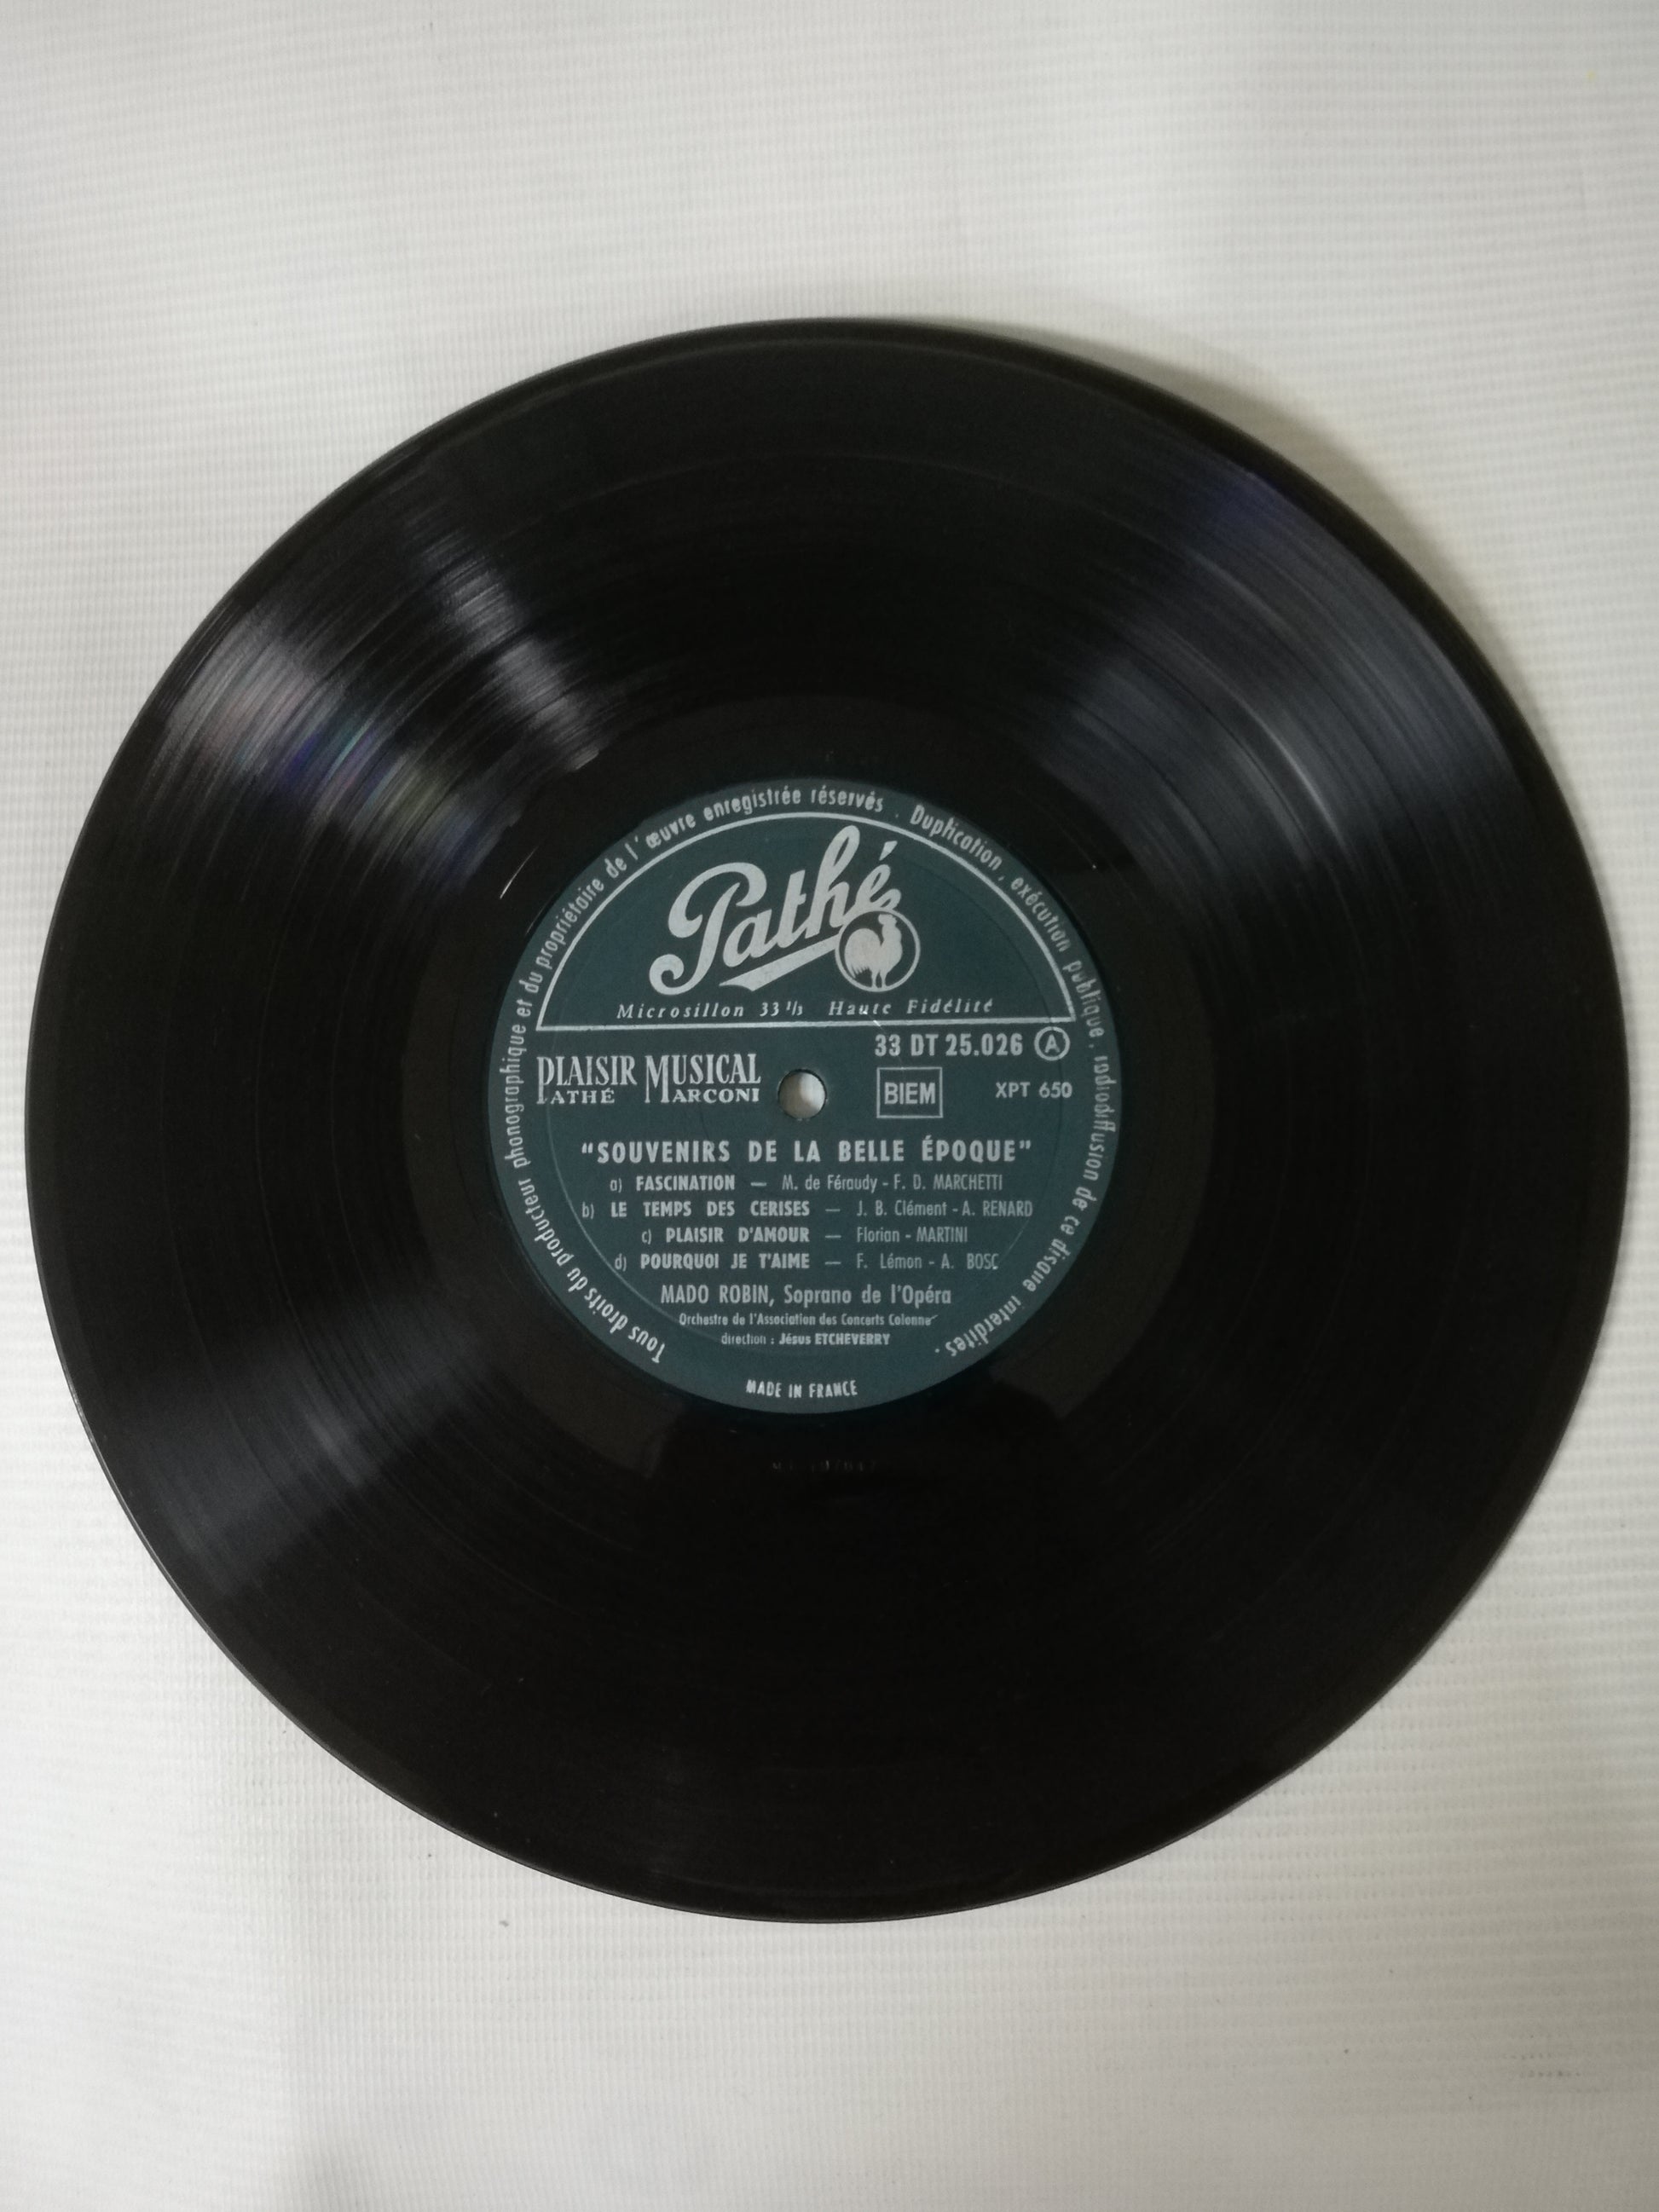 Tous droits du producteur phonographique et du propriétaire de l'œuvre enregistrée réservés . Duplication, exécution publique, radiodiffusion de ce disque interdites .
Pathé
Microsillon 33 1/3 Haute Fidélité
33 DT 25.026 A
PLAISIR MUSICAL
PATHÉ MARCONI
BIEM
XPT 650
"SOUVENIRS DE LA BELLE ÉPOQUE"
a) FASCINATION — M. de Féraudy - F. D. MARCHETTI
b) LE TEMPS DES CERISES — J. B. Clément - A. RENARD
c) PLAISIR D'AMOUR — Florian - MARTINI
d) POURQUOI JE T'AIME — F. Lémon - A. BOSC
MADO ROBIN, Soprano de l'Opéra
Orchestre de l'Association des Concerts Colonne
direction : Jésus ETCHEVERRY
MADE IN FRANCE